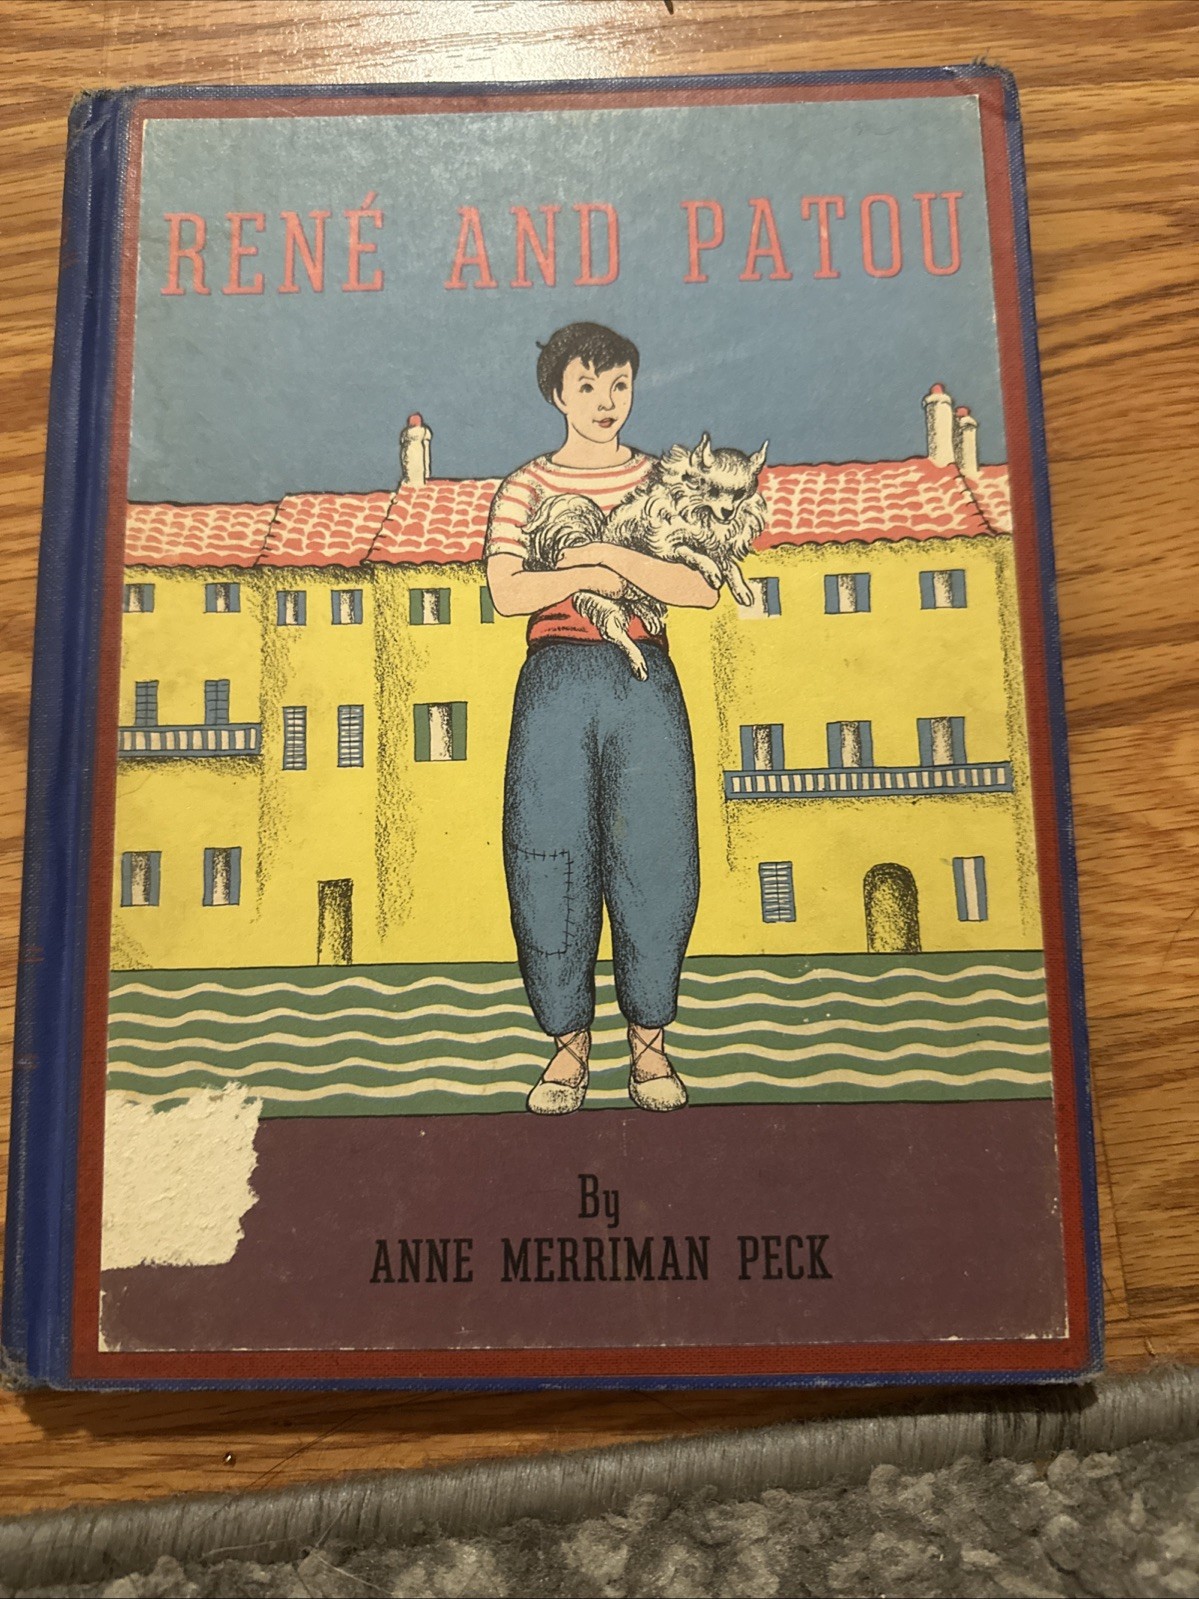 RENÉ AND PATOU
By
ANNE MERRIMAN PECK